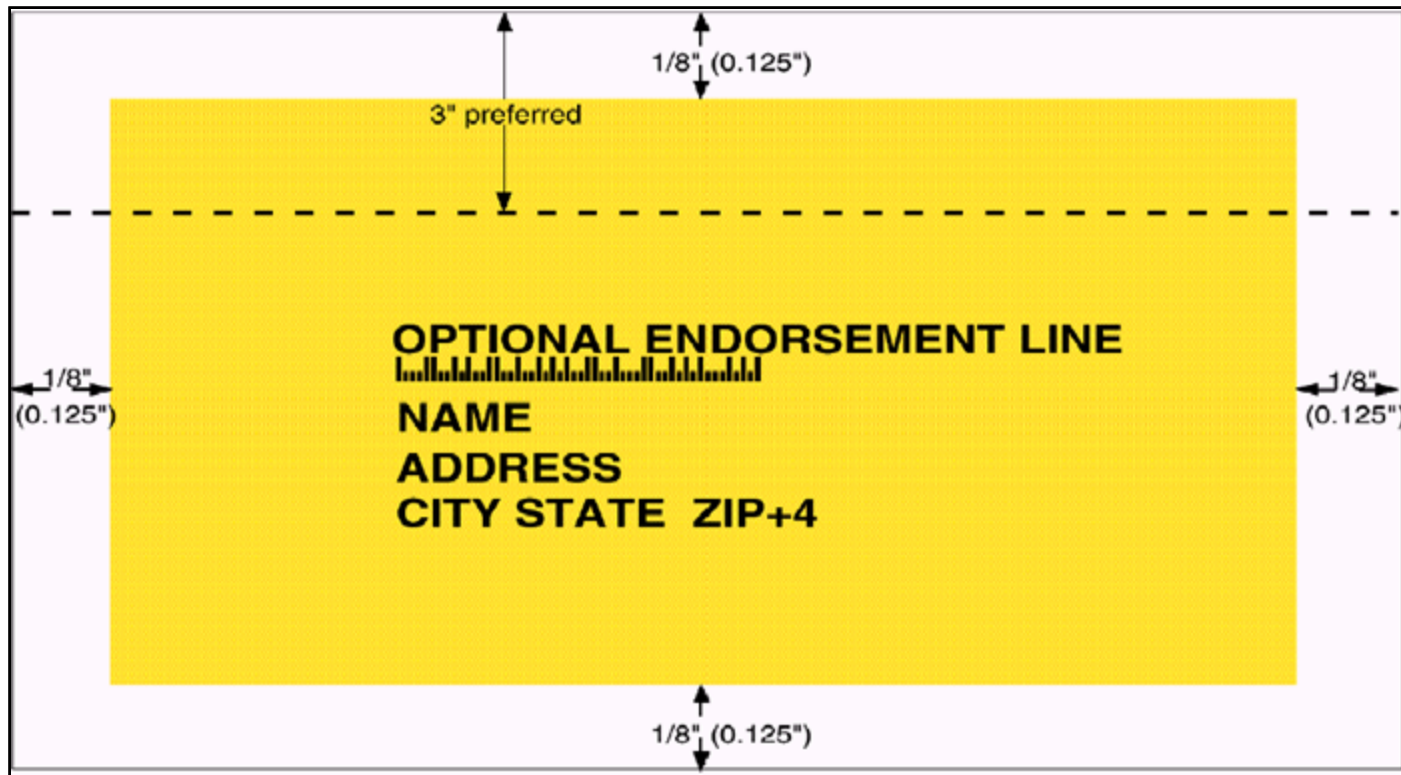 1/8" (0.125")
3" preferred
OPTIONAL ENDORSEMENT LINE
1/8"
(0.125")
1/8"
(0.125")
NAME
ADDRESS
CITY STATE ZIP+4
1/8" (0.125")